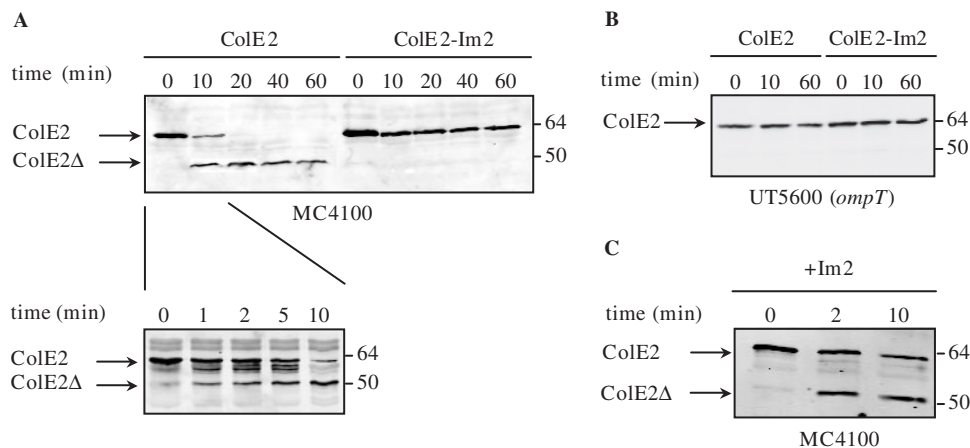 A
ColE2 ColE2-Im2
time (min) 0 10 20 40 60 0 10 20 40 60
ColE2
ColE2Δ
64
50
MC4100
time (min) 0 1 2 5 10
ColE2
ColE2Δ
64
50
B
ColE2 ColE2-Im2
time (min) 0 10 60 0 10 60
ColE2
64
50
UT5600 (ompT)
C
+Im2
time (min) 0 2 10
ColE2
ColE2Δ
64
50
MC4100